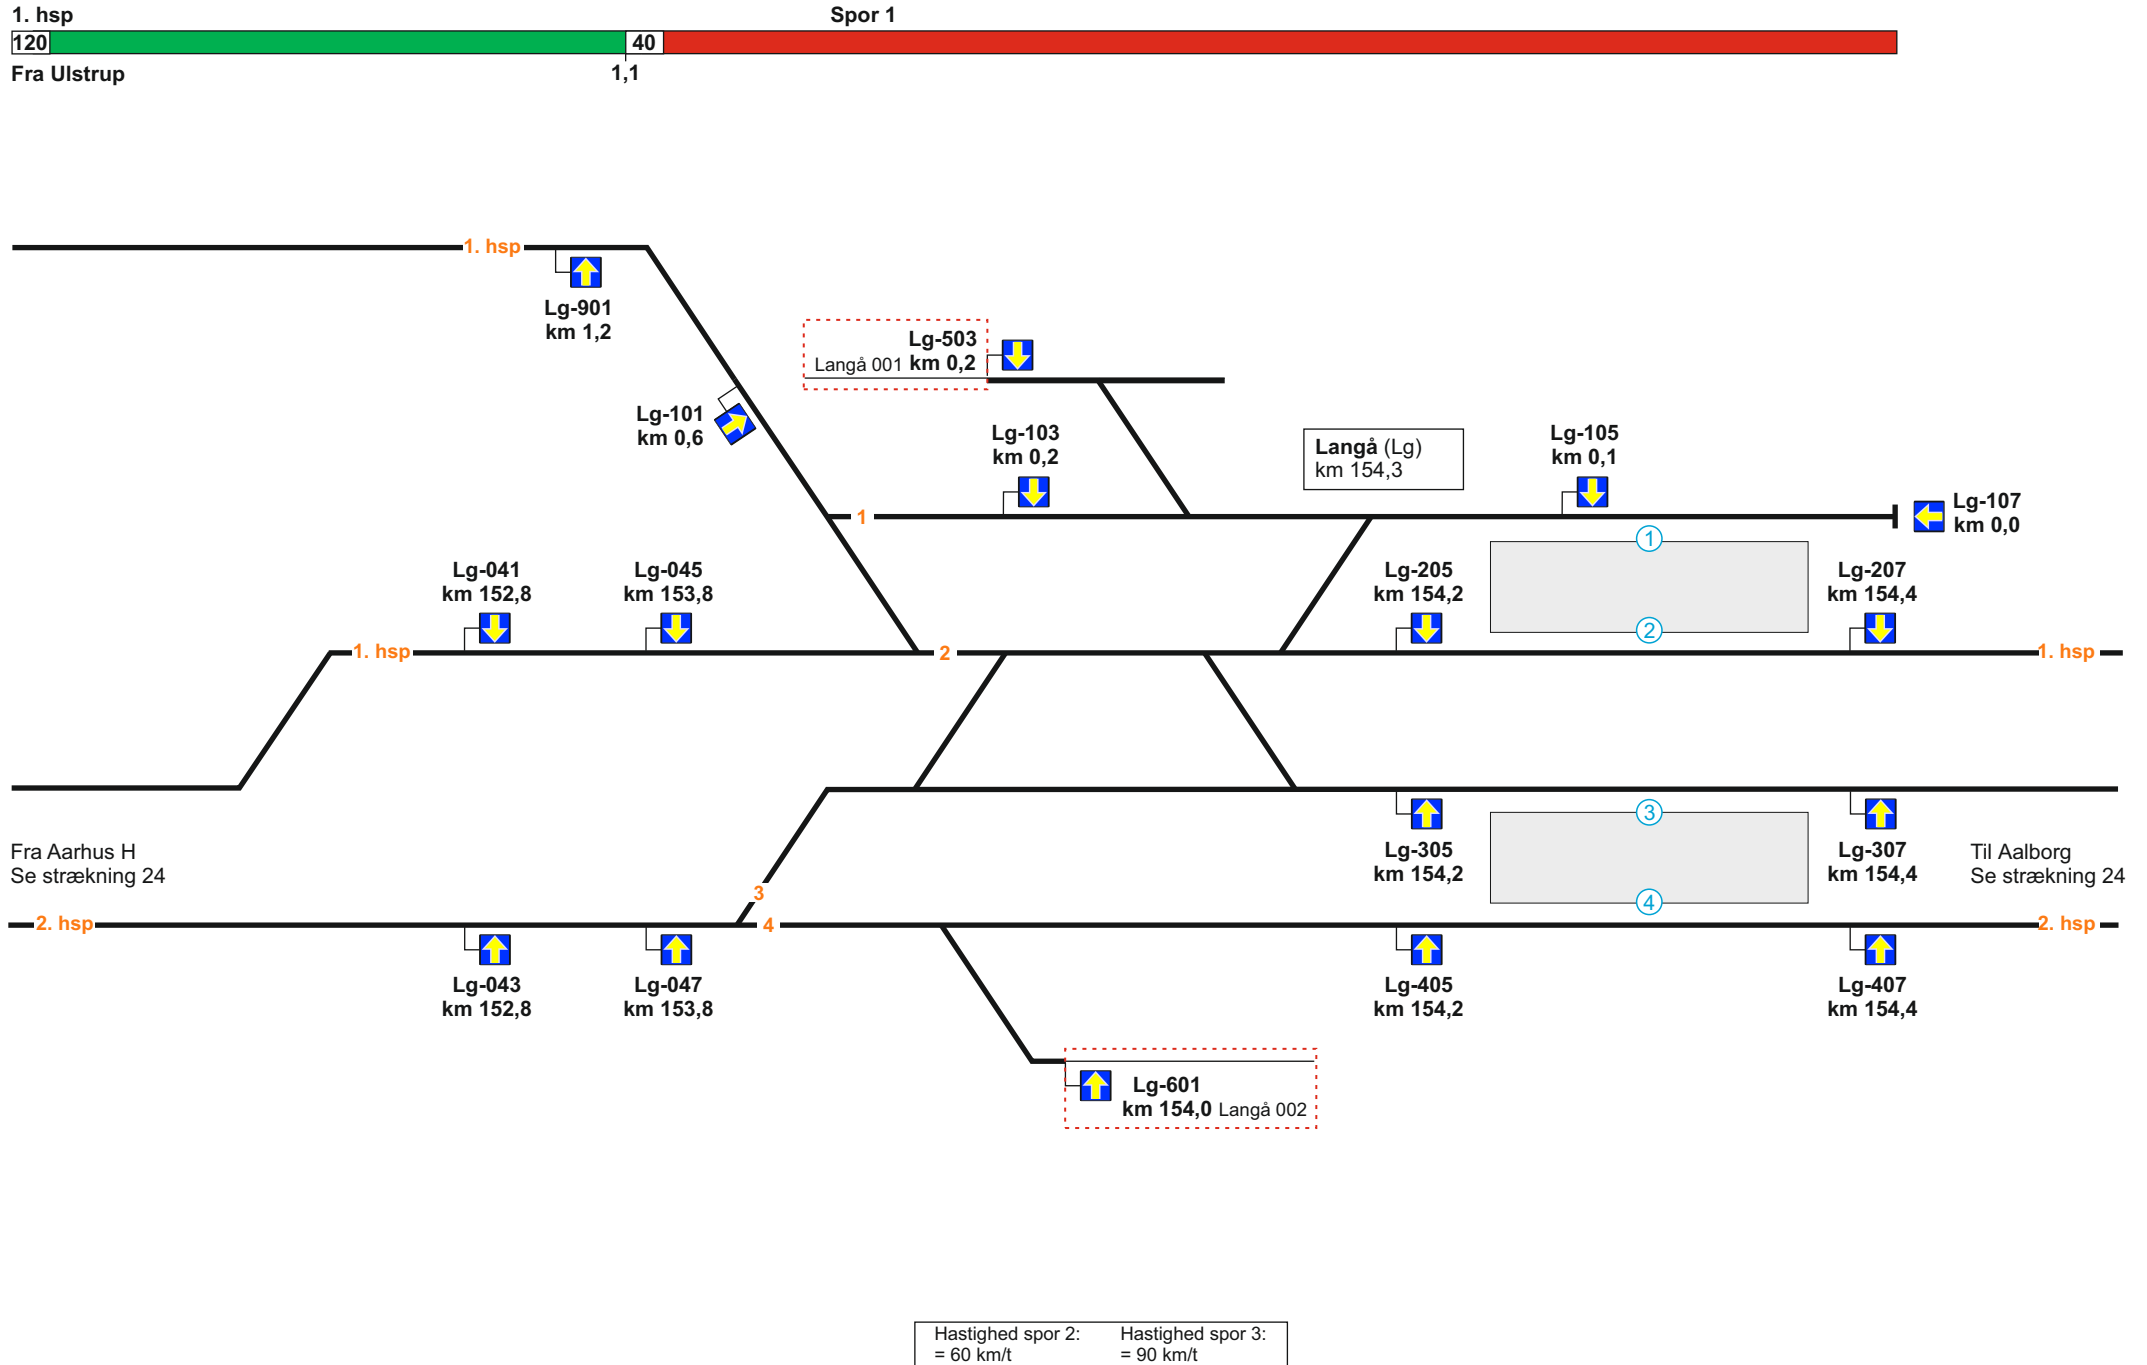 1. hsp
Spor 1
120
40
Fra Ulstrup
1,1
1. hsp
Lg-901
km 1,2
Lg-503
Langå 001 km 0,2
Lg-101
km 0,6
Lg-103
km 0,2
Langå (Lg)
km 154,3
Lg-105
km 0,1
1
Lg-107
km 0,0
1
Lg-041
km 152,8
Lg-045
km 153,8
Lg-205
km 154,2
Lg-207
km 154,4
2
1. hsp
2
1. hsp
3
Lg-305
km 154,2
Lg-307
km 154,4
Fra Aarhus H
Se strækning 24
Til Aalborg
Se strækning 24
3
4
2. hsp
4
2. hsp
Lg-043
km 152,8
Lg-047
km 153,8
Lg-405
km 154,2
Lg-407
km 154,4
Lg-601
km 154,0 Langå 002
Hastighed spor 2:
= 60 km/t
Hastighed spor 3:
= 90 km/t